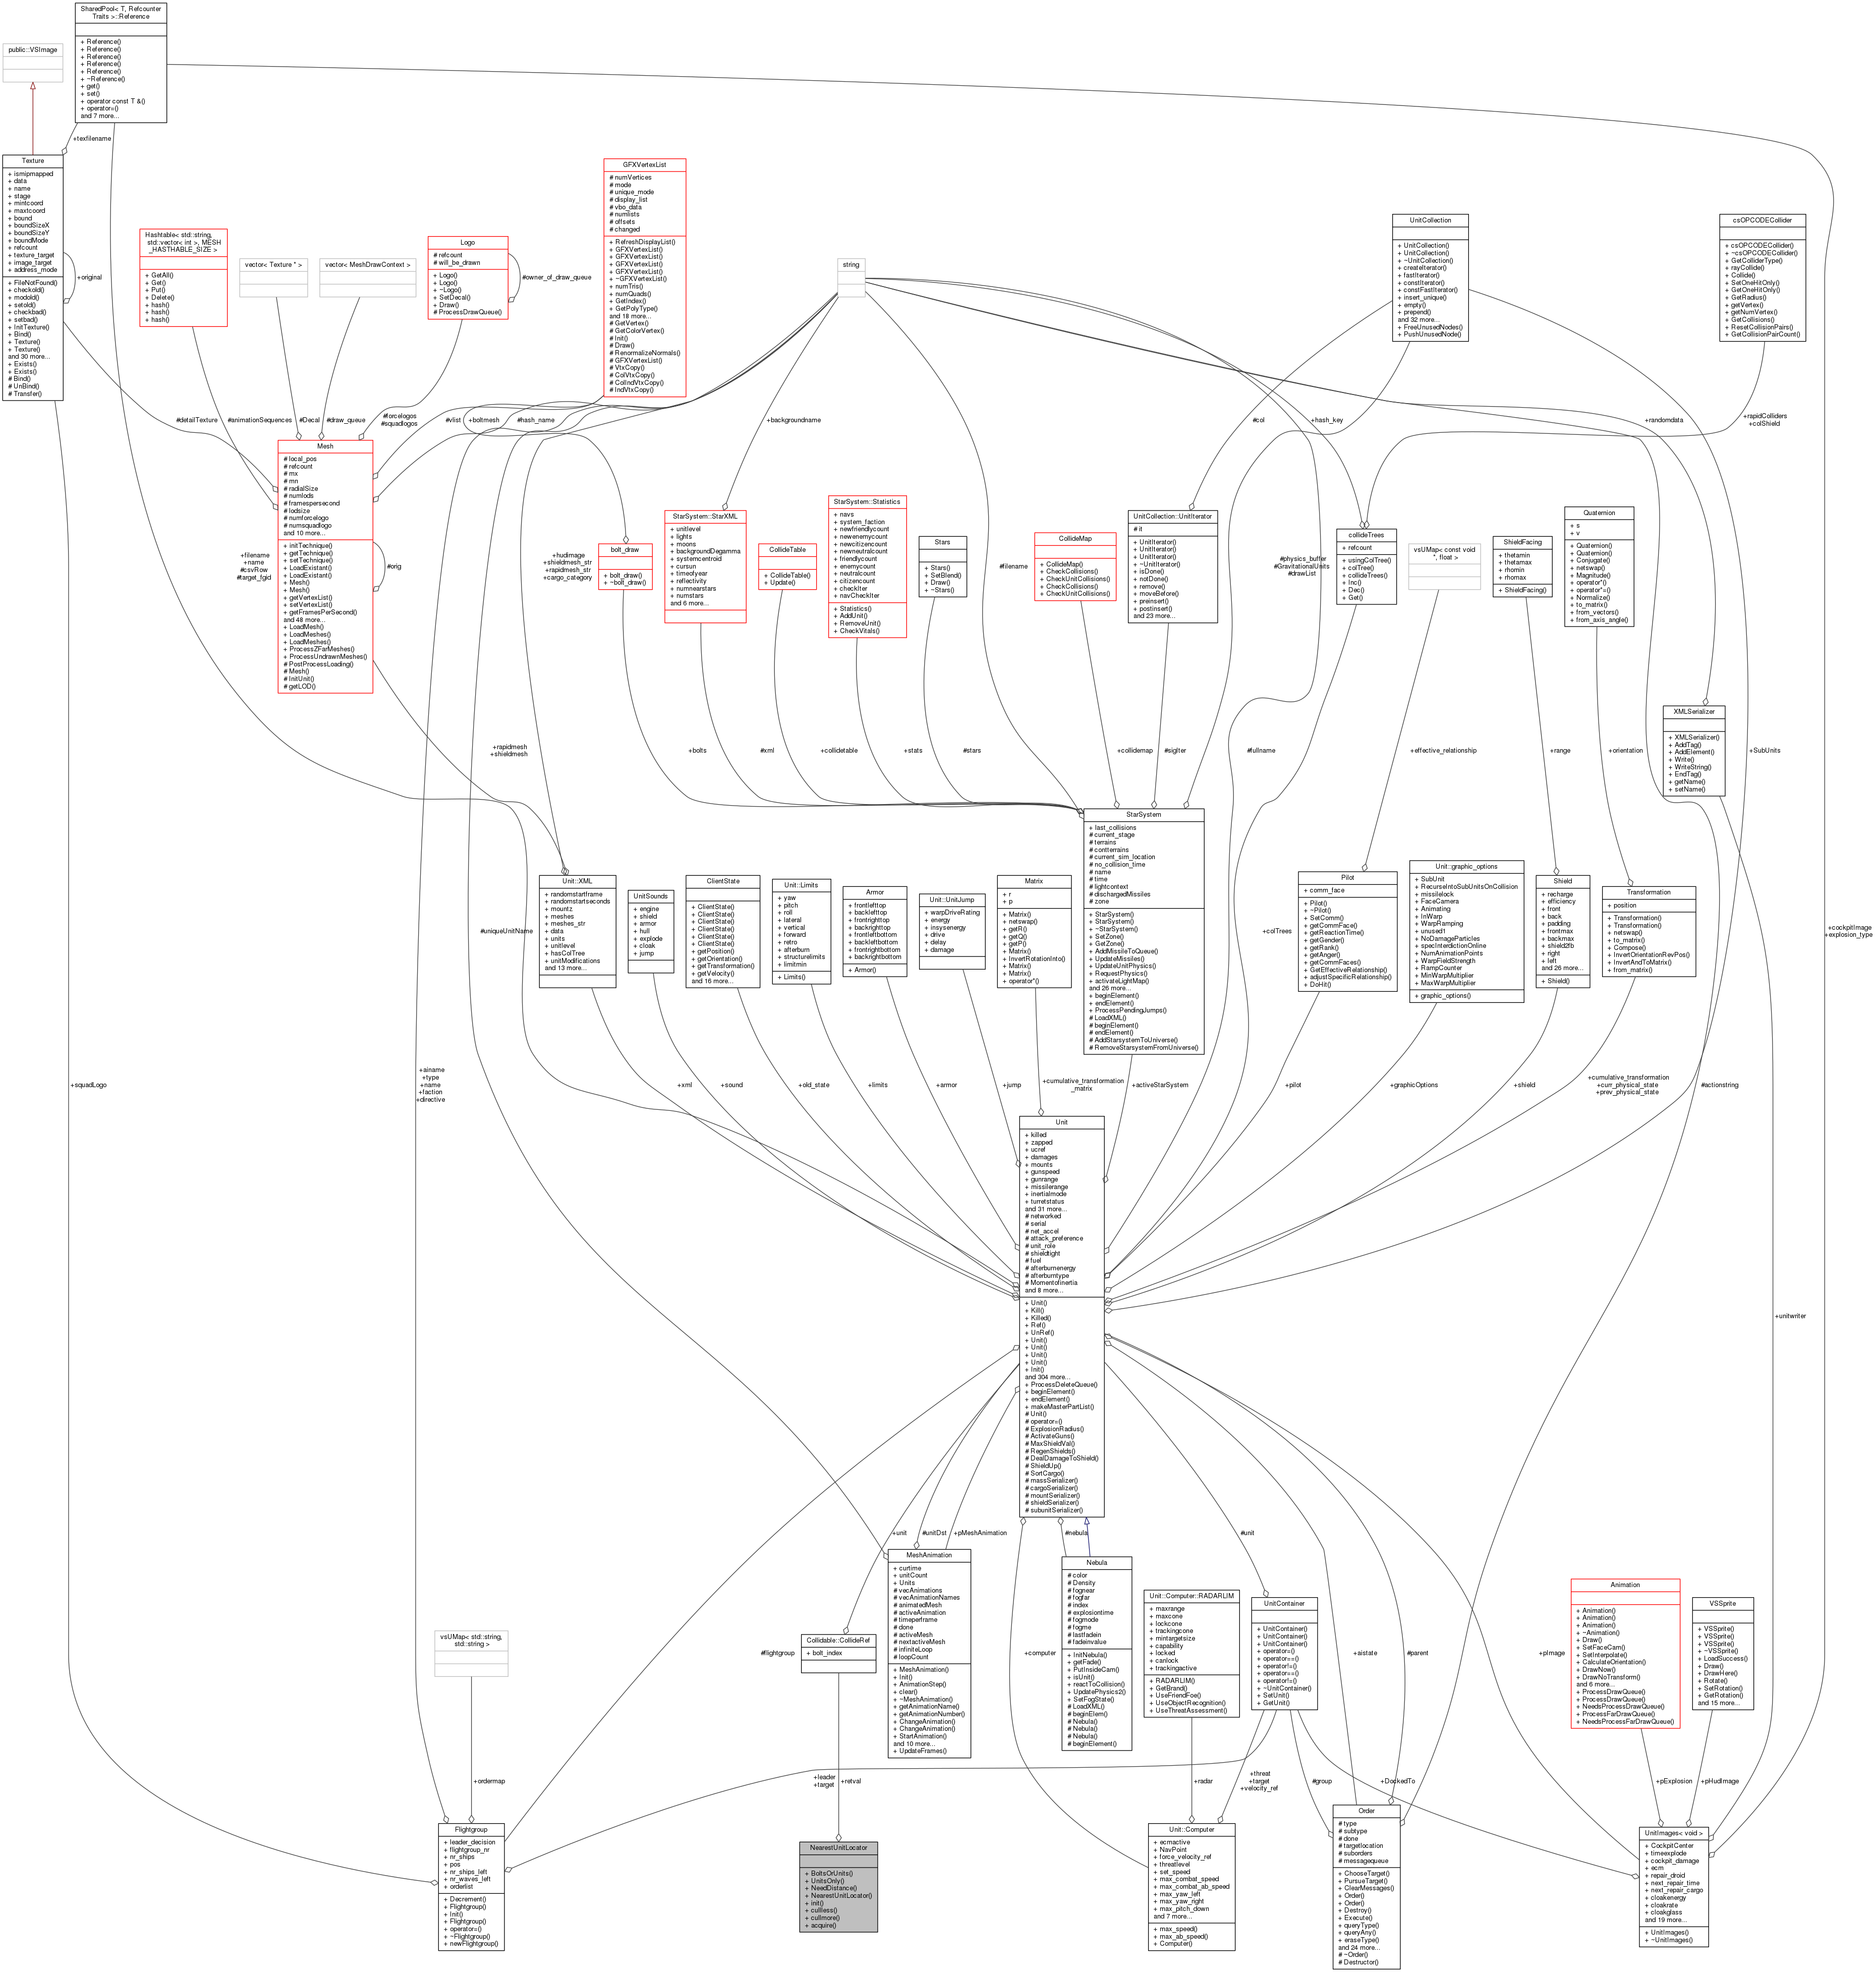 SharedPool< T, Refcounter
Traits >::Reference
+ Reference()
+ Reference()
+ Reference()
+ Reference()
+ Reference()
+ ~Reference()
+ get()
+ set()
+ operator const T &()
+ operator=()
and 7 more...
public::VSImage
+texfilename
Texture
+ ismipmapped
+ data
+ name
+ stage
+ mintcoord
+ maxtcoord
+ bound
+ boundSizeX
+ boundSizeY
+ boundMode
+ refcount
+ texture_target
+ image_target
+ address_mode
+ FileNotFound()
+ checkold()
+ modold()
+ setold()
+ checkbad()
+ setbad()
+ InitTexture()
+ Bind()
+ Texture()
+ Texture()
and 30 more...
+ Exists()
+ Exists()
# Bind()
# UnBind()
# Transfer()
+original
Hashtable< std::string,
std::vector< int >, MESH
_HASTHABLE_SIZE >
+ GetAll()
+ Get()
+ Put()
+ Delete()
+ hash()
+ hash()
+ hash()
vector< Texture * >
vector< MeshDrawContext >
Logo
# refcount
# will_be_drawn
+ Logo()
+ Logo()
+ ~Logo()
+ SetDecal()
+ Draw()
# ProcessDrawQueue()
#owner_of_draw_queue
GFXVertexList
# numVertices
# mode
# unique_mode
# display_list
# vbo_data
# numlists
# offsets
# changed
+ RefreshDisplayList()
+ GFXVertexList()
+ GFXVertexList()
+ GFXVertexList()
+ GFXVertexList()
+ ~GFXVertexList()
+ numTris()
+ numQuads()
+ GetIndex()
+ GetPolyType()
and 18 more...
# GetVertex()
# GetColorVertex()
# Init()
# Draw()
# RenormalizeNormals()
# GFXVertexList()
# VtxCopy()
# ColVtxCopy()
# ColIndVtxCopy()
# IndVtxCopy()
string
UnitCollection
+ UnitCollection()
+ UnitCollection()
+ ~UnitCollection()
+ createIterator()
+ fastIterator()
+ constIterator()
+ constFastIterator()
+ insert_unique()
+ empty()
+ prepend()
and 32 more...
+ FreeUnusedNodes()
+ PushUnusedNode()
csOPCODECollider
+ csOPCODECollider()
+ ~csOPCODECollider()
+ GetColliderType()
+ rayCollide()
+ Collide()
+ SetOneHitOnly()
+ GetOneHitOnly()
+ GetRadius()
+ getVertex()
+ getNumVertex()
+ GetCollisions()
+ ResetCollisionPairs()
+ GetCollisionPairCount()
#detailTexture
#animationSequences
#Decal
#draw_queue
#forcelogos
#squadlogos
#vlist
+boltmesh
#hash_name
+backgroundname
#col
+hash_key
+randomdata
+rapidColliders
+colShield
Mesh
# local_pos
# refcount
# mx
# mn
# radialSize
# numlods
# framespersecond
# lodsize
# numforcelogo
# numsquadlogo
and 10 more...
+ initTechnique()
+ getTechnique()
+ setTechnique()
+ LoadExistant()
+ LoadExistant()
+ Mesh()
+ Mesh()
+ getVertexList()
+ setVertexList()
+ getFramesPerSecond()
and 48 more...
+ LoadMesh()
+ LoadMeshes()
+ LoadMeshes()
+ ProcessZFarMeshes()
+ ProcessUndrawnMeshes()
# PostProcessLoading()
# Mesh()
# InitUnit()
# getLOD()
#orig
+filename
+name
#csvRow
#target_fgid
+hudimage
+shieldmesh_str
+rapidmesh_str
+cargo_category
bolt_draw
+ bolt_draw()
+ ~bolt_draw()
StarSystem::StarXML
+ unitlevel
+ lights
+ moons
+ backgroundDegamma
+ systemcentroid
+ cursun
+ timeofyear
+ reflectivity
+ numnearstars
+ numstars
and 6 more...
CollideTable
+ CollideTable()
+ Update()
StarSystem::Statistics
+ navs
+ system_faction
+ newfriendlycount
+ newenemycount
+ newcitizencount
+ newneutralcount
+ friendlycount
+ enemycount
+ neutralcount
+ citizencount
+ checkIter
+ navCheckIter
+ Statistics()
+ AddUnit()
+ RemoveUnit()
+ CheckVitals()
Stars
+ Stars()
+ SetBlend()
+ Draw()
+ ~Stars()
#filename
CollideMap
+ CollideMap()
+ CheckCollisions()
+ CheckUnitCollisions()
+ CheckCollisions()
+ CheckUnitCollisions()
UnitCollection::UnitIterator
# it
+ UnitIterator()
+ UnitIterator()
+ UnitIterator()
+ ~UnitIterator()
+ isDone()
+ notDone()
+ remove()
+ moveBefore()
+ preinsert()
+ postinsert()
and 23 more...
#physics_buffer
#GravitationalUnits
#drawList
collideTrees
+ refcount
+ usingColTree()
+ colTree()
+ collideTrees()
+ Inc()
+ Dec()
+ Get()
vsUMap< const void
*, float >
ShieldFacing
+ thetamin
+ thetamax
+ rhomin
+ rhomax
+ ShieldFacing()
Quaternion
+ s
+ v
+ Quaternion()
+ Quaternion()
+ Conjugate()
+ netswap()
+ Magnitude()
+ operator*()
+ operator*=()
+ Normalize()
+ to_matrix()
+ from_vectors()
+ from_axis_angle()
XMLSerializer
+ XMLSerializer()
+ AddTag()
+ AddElement()
+ Write()
+ WriteString()
+ EndTag()
+ getName()
+ setName()
+rapidmesh
+shieldmesh
+bolts
#xml
+collidetable
+stats
#stars
+collidemap
#sigIter
#fullname
+effective_relationship
+range
+orientation
+SubUnits
StarSystem
+ last_collisions
# current_stage
# terrains
# contterrains
# current_sim_location
# no_collision_time
# name
# time
# lightcontext
# dischargedMissiles
# zone
+ StarSystem()
+ StarSystem()
+ ~StarSystem()
+ SetZone()
+ GetZone()
+ AddMissileToQueue()
+ UpdateMissiles()
+ UpdateUnitPhysics()
+ RequestPhysics()
+ activateLightMap()
and 26 more...
+ beginElement()
+ endElement()
+ ProcessPendingJumps()
# LoadXML()
# beginElement()
# endElement()
# AddStarsystemToUniverse()
# RemoveStarsystemFromUniverse()
#uniqueUnitName
Unit::XML
+ randomstartframe
+ randomstartseconds
+ mountz
+ meshes
+ meshes_str
+ data
+ units
+ unitlevel
+ hasColTree
+ unitModifications
and 13 more...
UnitSounds
+ engine
+ shield
+ armor
+ hull
+ explode
+ cloak
+ jump
ClientState
+ ClientState()
+ ClientState()
+ ClientState()
+ ClientState()
+ ClientState()
+ ClientState()
+ getPosition()
+ getOrientation()
+ getTransformation()
+ getVelocity()
and 16 more...
Unit::Limits
+ yaw
+ pitch
+ roll
+ lateral
+ vertical
+ forward
+ retro
+ afterburn
+ structurelimits
+ limitmin
+ Limits()
Armor
+ frontlefttop
+ backlefttop
+ frontrighttop
+ backrighttop
+ frontleftbottom
+ backleftbottom
+ frontrightbottom
+ backrightbottom
+ Armor()
Unit::UnitJump
+ warpDriveRating
+ energy
+ insysenergy
+ drive
+ delay
+ damage
Matrix
+ r
+ p
+ Matrix()
+ netswap()
+ getR()
+ getQ()
+ getP()
+ Matrix()
+ InvertRotationInto()
+ Matrix()
+ Matrix()
+ operator*()
+colTrees
Pilot
+ comm_face
+ Pilot()
+ ~Pilot()
+ SetComm()
+ getCommFace()
+ getReactionTime()
+ getGender()
+ getRank()
+ getAnger()
+ getCommFaces()
+ GetEffectiveRelationship()
+ adjustSpecificRelationship()
+ DoHit()
Unit::graphic_options
+ SubUnit
+ RecurseIntoSubUnitsOnCollision
+ missilelock
+ FaceCamera
+ Animating
+ InWarp
+ WarpRamping
+ unused1
+ NoDamageParticles
+ specInterdictionOnline
+ NumAnimationPoints
+ WarpFieldStrength
+ RampCounter
+ MinWarpMultiplier
+ MaxWarpMultiplier
+ graphic_options()
Shield
+ recharge
+ efficiency
+ front
+ back
+ padding
+ frontmax
+ backmax
+ shield2fb
+ right
+ left
and 26 more...
+ Shield()
Transformation
+ position
+ Transformation()
+ Transformation()
+ netswap()
+ to_matrix()
+ Compose()
+ InvertOrientationRevPos()
+ InvertAndToMatrix()
+ from_matrix()
+cockpitImage
+explosion_type
+squadLogo
+ainame
+type
+name
+faction
+directive
+xml
+sound
+old_state
+limits
+armor
+jump
+cumulative_transformation
_matrix
+activeStarSystem
+pilot
+graphicOptions
+shield
+cumulative_transformation
+curr_physical_state
+prev_physical_state
#actionstring
Unit
+ killed
+ zapped
+ ucref
+ damages
+ mounts
+ gunspeed
+ gunrange
+ missilerange
+ inertialmode
+ turretstatus
and 31 more...
# networked
# serial
# net_accel
# attack_preference
# unit_role
# shieldtight
# fuel
# afterburnenergy
# afterburntype
# MomentofInertia
and 8 more...
+ Unit()
+ Kill()
+ Killed()
+ Ref()
+ UnRef()
+ Unit()
+ Unit()
+ Unit()
+ Unit()
+ Init()
and 304 more...
+ ProcessDeleteQueue()
+ beginElement()
+ endElement()
+ makeMasterPartList()
# Unit()
# operator=()
# ExplosionRadius()
# ActivateGuns()
# MaxShieldVal()
# RegenShields()
# DealDamageToShield()
# ShieldUp()
# SortCargo()
# massSerializer()
# cargoSerializer()
# mountSerializer()
# shieldSerializer()
# subunitSerializer()
+unitwriter
+unit
#unitDst
+pMeshAnimation
#nebula
#unit
MeshAnimation
+ curtime
+ unitCount
+ Units
# vecAnimations
# vecAnimationNames
# animatedMesh
# activeAnimation
# timeperframe
# done
# activeMesh
# nextactiveMesh
# infiniteLoop
# loopCount
+ MeshAnimation()
+ Init()
+ AnimationStep()
+ clear()
+ ~MeshAnimation()
+ getAnimationName()
+ getAnimationNumber()
+ ChangeAnimation()
+ ChangeAnimation()
+ StartAnimation()
and 10 more...
+ UpdateFrames()
Nebula
# color
# Density
# fognear
# fogfar
# index
# explosiontime
# fogmode
# fogme
# lastfadein
# fadeinvalue
+ InitNebula()
+ getFade()
+ PutInsideCam()
+ isUnit()
+ reactToCollision()
+ UpdatePhysics2()
+ SetFogState()
# LoadXML()
# beginElem()
# Nebula()
# Nebula()
# Nebula()
# beginElement()
Unit::Computer::RADARLIM
+ maxrange
+ maxcone
+ lockcone
+ trackingcone
+ mintargetsize
+ capability
+ locked
+ canlock
+ trackingactive
+ RADARLIM()
+ GetBrand()
+ UseFriendFoe()
+ UseObjectRecognition()
+ UseThreatAssessment()
UnitContainer
+ UnitContainer()
+ UnitContainer()
+ UnitContainer()
+ operator=()
+ operator==()
+ operator!=()
+ operator==()
+ operator!=()
+ ~UnitContainer()
+ SetUnit()
+ GetUnit()
Animation
+ Animation()
+ Animation()
+ Animation()
+ ~Animation()
+ Draw()
+ SetFaceCam()
+ SetInterpolate()
+ CalculateOrientation()
+ DrawNow()
+ DrawNoTransform()
and 6 more...
+ ProcessDrawQueue()
+ ProcessDrawQueue()
+ NeedsProcessDrawQueue()
+ ProcessFarDrawQueue()
+ NeedsProcessFarDrawQueue()
VSSprite
+ VSSprite()
+ VSSprite()
+ VSSprite()
+ ~VSSprite()
+ LoadSuccess()
+ Draw()
+ DrawHere()
+ Rotate()
+ SetRotation()
+ GetRotation()
and 15 more...
vsUMap< std::string,
std::string >
Collidable::CollideRef
+ bolt_index
#flightgroup
+computer
+aistate
#parent
+pImage
+ordermap
+leader
+target
+retval
+radar
+threat
+target
+velocity_ref
#group
+DockedTo
+pExplosion
+pHudImage
Flightgroup
+ leader_decision
+ flightgroup_nr
+ nr_ships
+ pos
+ nr_ships_left
+ nr_waves_left
+ orderlist
+ Decrement()
+ Flightgroup()
+ Init()
+ Flightgroup()
+ operator=()
+ ~Flightgroup()
+ newFlightgroup()
NearestUnitLocator
+ BoltsOrUnits()
+ UnitsOnly()
+ NeedDistance()
+ NearestUnitLocator()
+ init()
+ cullless()
+ cullmore()
+ acquire()
Unit::Computer
+ ecmactive
+ NavPoint
+ force_velocity_ref
+ threatlevel
+ set_speed
+ max_combat_speed
+ max_combat_ab_speed
+ max_yaw_left
+ max_yaw_right
+ max_pitch_down
and 7 more...
+ max_speed()
+ max_ab_speed()
+ Computer()
Order
# type
# subtype
# done
# targetlocation
# suborders
# messagequeue
+ ChooseTarget()
+ PursueTarget()
+ ClearMessages()
+ Order()
+ Order()
+ Destroy()
+ Execute()
+ queryType()
+ queryAny()
+ eraseType()
and 24 more...
# ~Order()
# Destructor()
UnitImages< void >
+ CockpitCenter
+ timeexplode
+ cockpit_damage
+ ecm
+ repair_droid
+ next_repair_time
+ next_repair_cargo
+ cloakenergy
+ cloakrate
+ cloakglass
and 19 more...
+ UnitImages()
+ ~UnitImages()